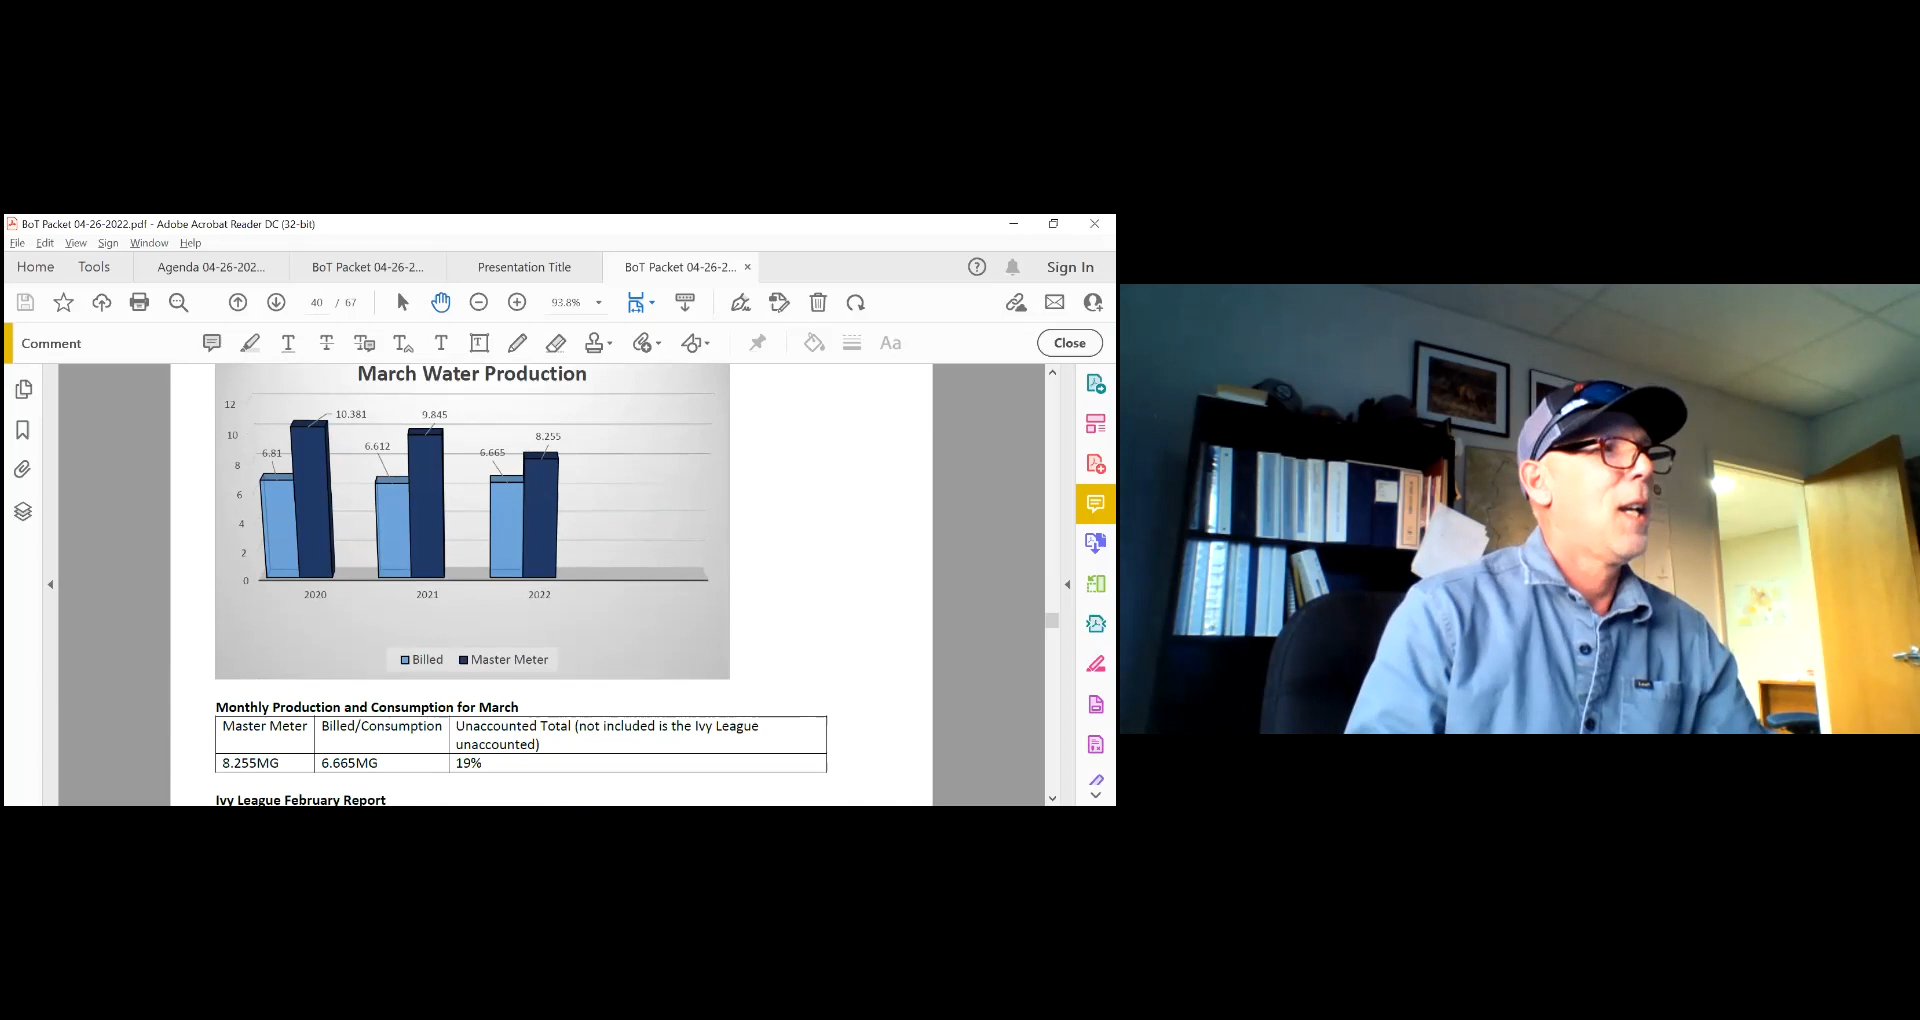 BoT Packet 04-26-2022.pdf - Adobe Acrobat Reader DC (32-bit)
File Edit View Sign Window Help
Home Tools Agenda 04-26-202... BoT Packet 04-26-2... Presentation Title BoT Packet 04-26-2... × Sign In
40 / 67 93.8%
Comment Aa Close
March Water Production
12
10
8
6
4
2
0
6.81 10.381 6.612 9.845 6.665 8.255
2020 2021 2022
Billed Master Meter
Monthly Production and Consumption for March
Master Meter Billed/Consumption Unaccounted Total (not included is the Ivy League
unaccounted)
8.255MG 6.665MG 19%
Ivy League February Report